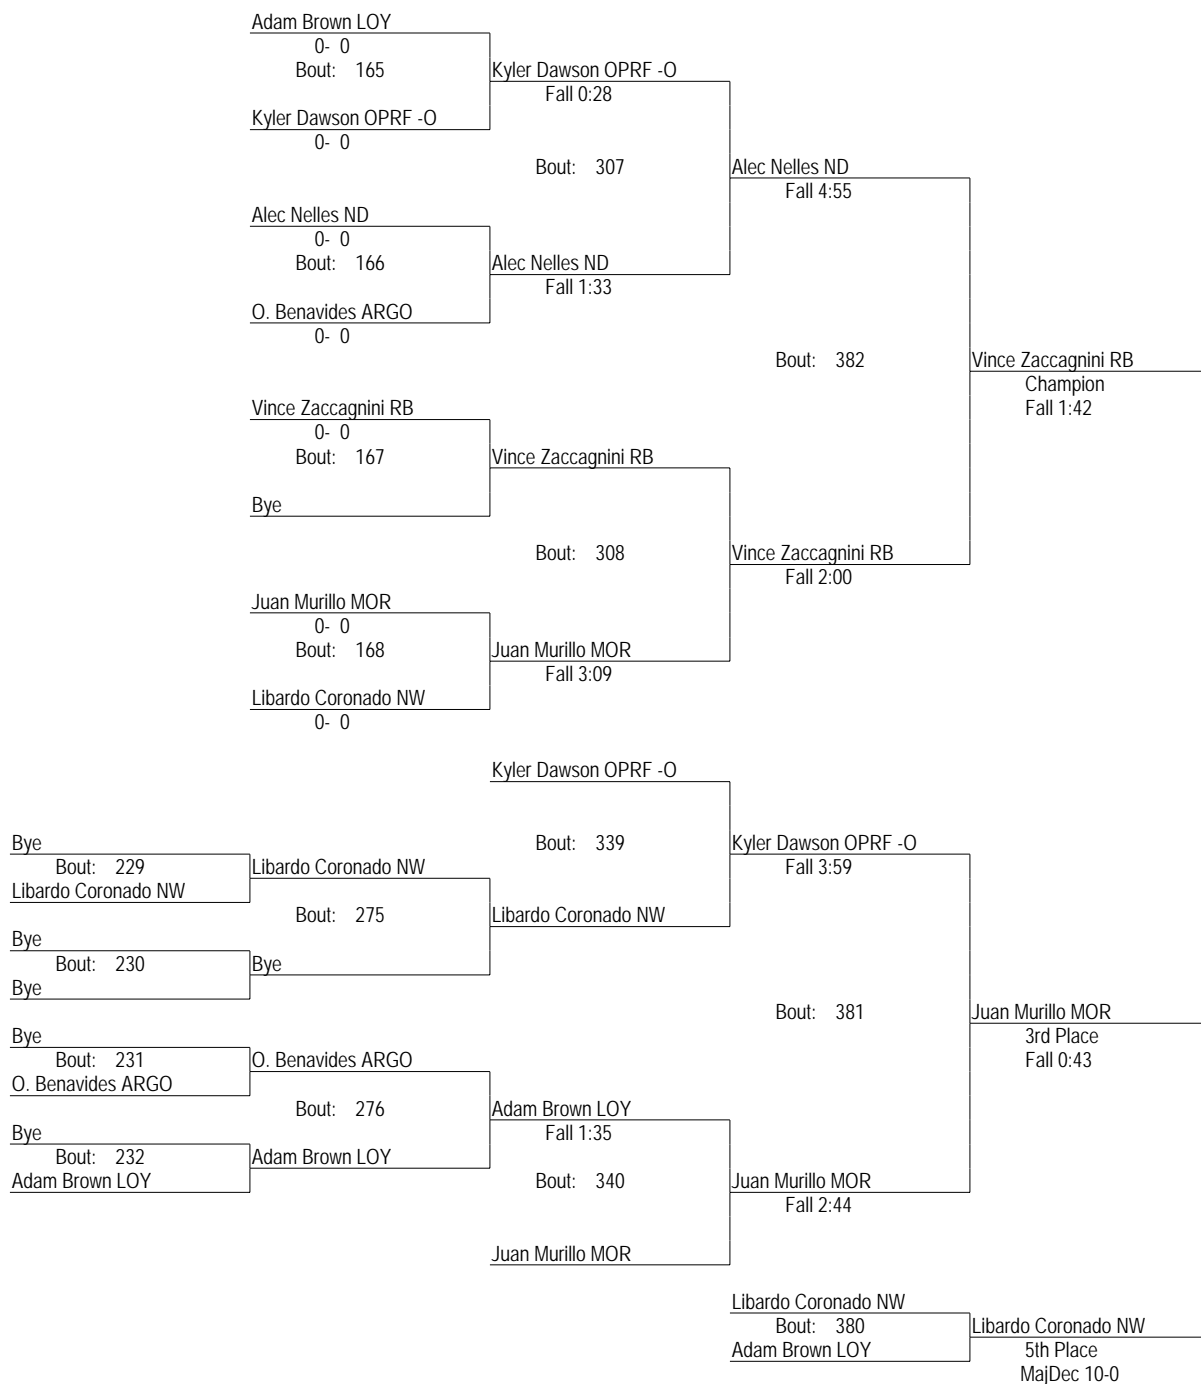 Adam Brown LOY
0- 0
Bout: 165
Kyler Dawson OPRF -O
Fall 0:28
Kyler Dawson OPRF -O
0- 0
Bout: 307
Alec Nelles ND
Fall 4:55
Alec Nelles ND
0- 0
Bout: 166
Alec Nelles ND
Fall 1:33
O. Benavides ARGO
0- 0
Bout: 382
Vince Zaccagnini RB
Champion
Fall 1:42
Vince Zaccagnini RB
0- 0
Bout: 167
Vince Zaccagnini RB
Bye
Bout: 308
Vince Zaccagnini RB
Fall 2:00
Juan Murillo MOR
0- 0
Bout: 168
Juan Murillo MOR
Fall 3:09
Libardo Coronado NW
0- 0
Kyler Dawson OPRF -O
Bout: 339
Kyler Dawson OPRF -O
Fall 3:59
Bye
Bout: 229
Libardo Coronado NW
Libardo Coronado NW
Bout: 275
Libardo Coronado NW
Bye
Bout: 230
Bye
Bye
Bout: 381
Juan Murillo MOR
3rd Place
Fall 0:43
Bye
Bout: 231
O. Benavides ARGO
O. Benavides ARGO
Bout: 276
Adam Brown LOY
Fall 1:35
Bye
Bout: 232
Adam Brown LOY
Adam Brown LOY
Bout: 340
Juan Murillo MOR
Fall 2:44
Juan Murillo MOR
Libardo Coronado NW
Bout: 380
Adam Brown LOY
Libardo Coronado NW
5th Place
MajDec 10-0